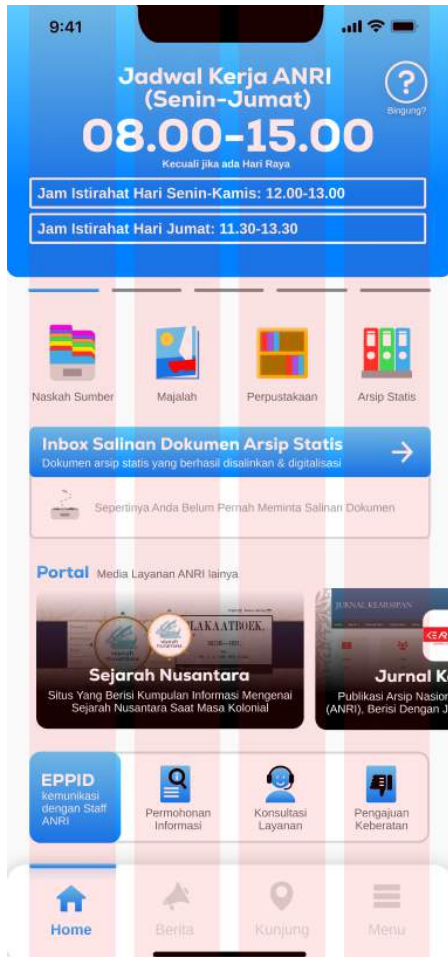 9:41
Jadwal Kerja ANRI
(Senin-Jumat)
08.00-15.00
Kecuali jika ada Hari Raya
?
Bingung?
Jam Istirahat Hari Senin-Kamis: 12.00-13.00
Jam Istirahat Hari Jumat: 11.30-13.30
Naskah Sumber
Majalah
Perpustakaan
Arsip Statis
Inbox Salinan Dokumen Arsip Statis
Dokumen arsip statis yang berhasil disalinkan & digitalisasi
Sepertinya Anda Belum Pernah Meminta Salinan Dokumen
Portal Media Layanan ANRI lainya
LAKAATBOEK.
JURNAL KEARSIPAN
Sejarah Nusantara
Situs Yang Berisi Kumpulan Informasi Mengenai
Sejarah Nusantara Saat Masa Kolonial
Jurnal K
Publikasi Arsip Nasion
(ANRI), Berisi Dengan J
EPPID
kemunikasi
dengan Staff
ANRI
Permohonan
Informasi
Konsultasi
Layanan
Pengajuan
Keberatan
Home
Berita
Kunjung
Menu